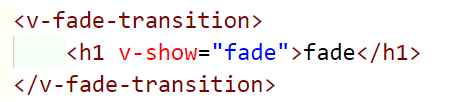 <v-fade-transition>
    <h1 v-show="fade">fade</h1>
</v-fade-transition>